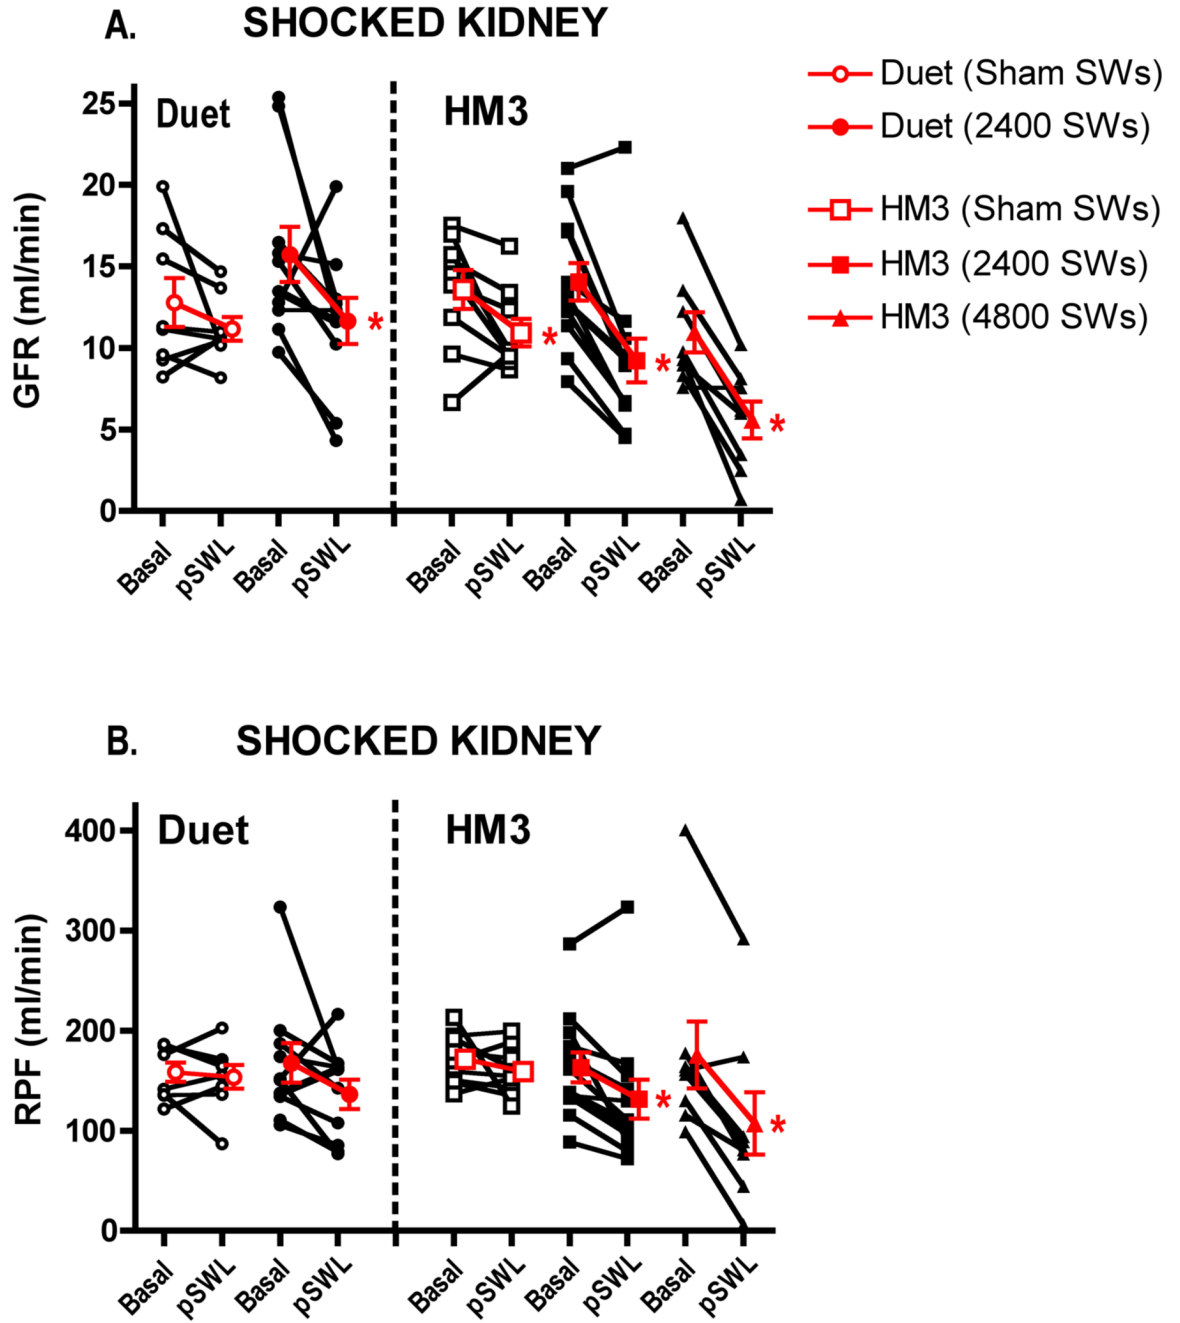 A. SHOCKED KIDNEY
Duet HM3
Duet (Sham SWs)
Duet (2400 SWs)
HM3 (Sham SWs)
HM3 (2400 SWs)
HM3 (4800 SWs)
GFR (ml/min)
25
20
15
10
5
0
Basal pSWL Basal pSWL Basal pSWL Basal pSWL Basal pSWL
* * * *
B. SHOCKED KIDNEY
Duet HM3
RPF (ml/min)
400
300
200
100
0
Basal pSWL Basal pSWL Basal pSWL Basal pSWL Basal pSWL
* *